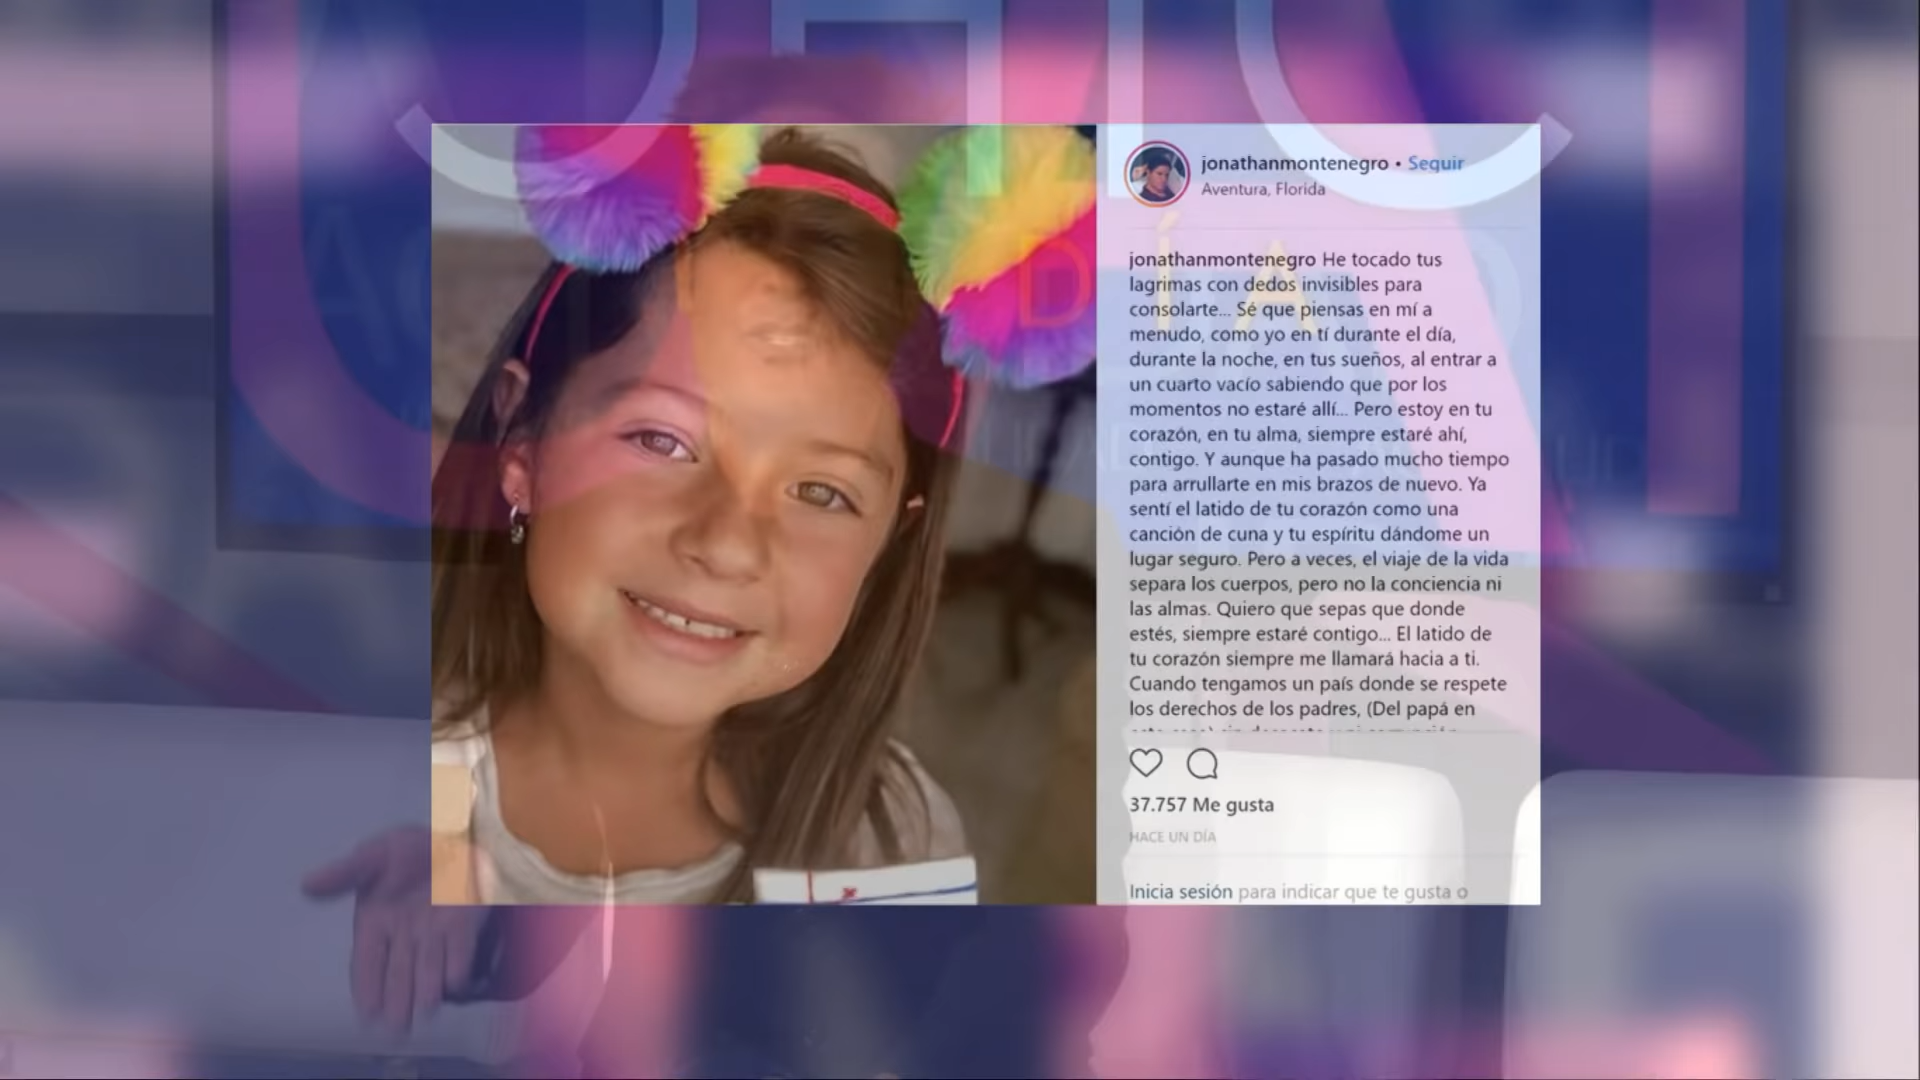 jonathanmontenegro • Seguir
Aventura, Florida
jonathanmontenegro He tocado tus
lagrimas con dedos invisibles para
consolarte... Sé que piensas en mí a
menudo, como yo en tí durante el día,
durante la noche, en tus sueños, al entrar a
un cuarto vacío sabiendo que por los
momentos no estaré allí... Pero estoy en tu
corazón, en tu alma, siempre estaré ahí,
contigo. Y aunque ha pasado mucho tiempo
para arrullarte en mis brazos de nuevo. Ya
sentí el latido de tu corazón como una
canción de cuna y tu espíritu dándome un
lugar seguro. Pero a veces, el viaje de la vida
separa los cuerpos, pero no la conciencia ni
las almas. Quiero que sepas que donde
estés, siempre estaré contigo... El latido de
tu corazón siempre me llamará hacia a ti.
Cuando tengamos un país donde se respete
los derechos de los padres, (Del papá en
37.757 Me gusta
HACE UN DÍA
Inicia sesión para indicar que te gusta o
DÍA